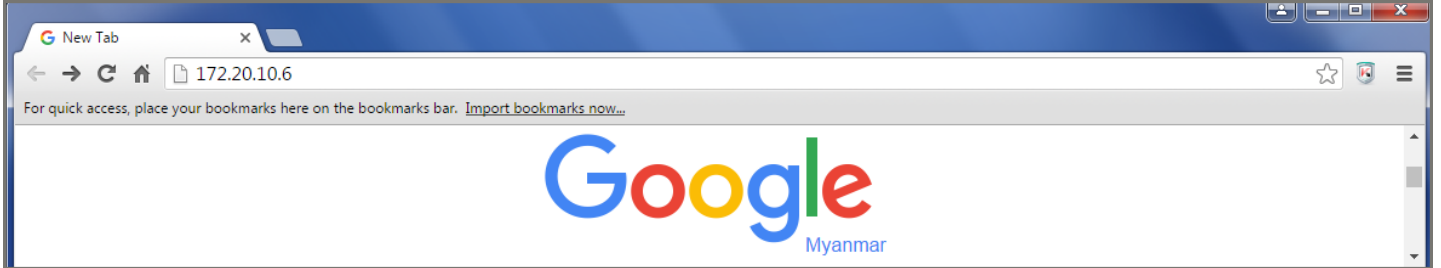 New Tab
172.20.10.6
For quick access, place your bookmarks here on the bookmarks bar. Import bookmarks now...
Google
Myanmar